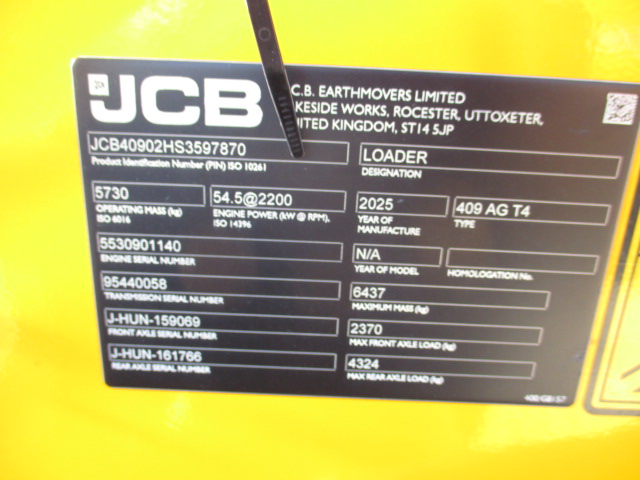 JCB
.C.B. EARTHMOVERS LIMITED
KESIDE WORKS, ROCESTER, UTTOXETER,
ITED KINGDOM, ST14 5JP
JCB40902HS3597870
Product Identification Number (PIN) ISO 10261
LOADER
DESIGNATION
5730
OPERATING MASS (kg)
ISO 6016
54.5@2200
ENGINE POWER (kW @ RPM),
ISO 14396
2025
YEAR OF
MANUFACTURE
409 AG T4
TYPE
5530901140
ENGINE SERIAL NUMBER
N/A
YEAR OF MODEL
HOMOLOGATION No.
95440058
TRANSMISSION SERIAL NUMBER
6437
MAXIMUM MASS (kg)
J-HUN-159069
FRONT AXLE SERIAL NUMBER
2370
MAX FRONT AXLE LOAD (kg)
J-HUN-161766
REAR AXLE SERIAL NUMBER
4324
MAX REAR AXLE LOAD (kg)